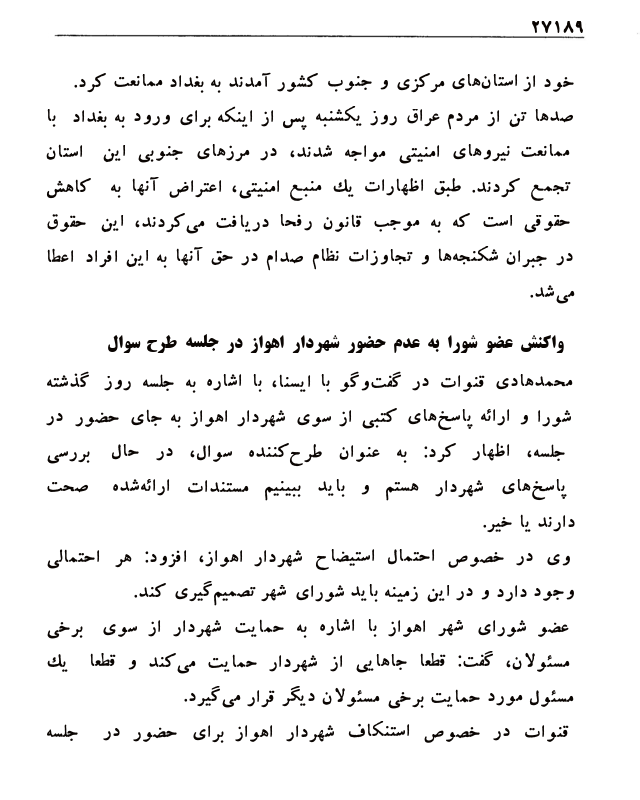 ۲۷۱۸۹
خود از استان‌های مرکزی و جنوب کشور آمدند به بغداد ممانعت کرد.
صدها تن از مردم عراق روز یکشنبه پس از اینکه برای ورود به بغداد با
ممانعت نیروهای امنیتی مواجه شدند، در مرزهای جنوبی این استان
تجمع کردند. طبق اظهارات یك منبع امنیتی، اعتراض آنها به کاهش
حقوقی است که به موجب قانون رفحا دریافت می‌کردند، این حقوق
در جبران شکنجه‌ها و تجاوزات نظام صدام در حق آنها به این افراد اعطا
می‌شد.
واکنش عضو شورا به عدم حضور شهردار اهواز در جلسه طرح سوال
محمدهادی قنوات در گفت‌وگو با ایسنا، با اشاره به جلسه روز گذشته
شورا و ارائه پاسخ‌های کتبی از سوی شهردار اهواز به جای حضور در
جلسه، اظهار کرد: به عنوان طرح‌کننده سوال، در حال بررسی
پاسخ‌های شهردار هستم و باید ببینیم مستندات ارائه‌شده صحت
دارند یا خیر.
وی در خصوص احتمال استیضاح شهردار اهواز، افزود: هر احتمالی
وجود دارد و در این زمینه باید شورای شهر تصمیم‌گیری کند.
عضو شورای شهر اهواز با اشاره به حمایت شهردار از سوی برخی
مسئولان، گفت: قطعا جاهایی از شهردار حمایت می‌کند و قطعا یك
مسئول مورد حمایت برخی مسئولان دیگر قرار می‌گیرد.
قنوات در خصوص استنکاف شهردار اهواز برای حضور در جلسه